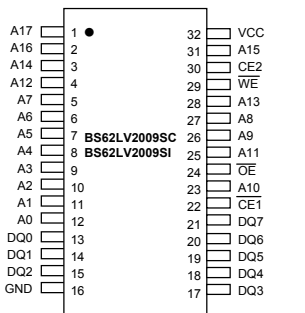 A17 1 32 VCC
A16 2 31 A15
A14 3 30 CE2
A12 4 29 WE
A7 5 28 A13
A6 6 27 A8
A5 7 BS62LV2009SC 26 A9
A4 8 BS62LV2009SI 25 A11
A3 9 24 OE
A2 10 23 A10
A1 11 22 CE1
A0 12 21 DQ7
DQ0 13 20 DQ6
DQ1 14 19 DQ5
DQ2 15 18 DQ4
GND 16 17 DQ3